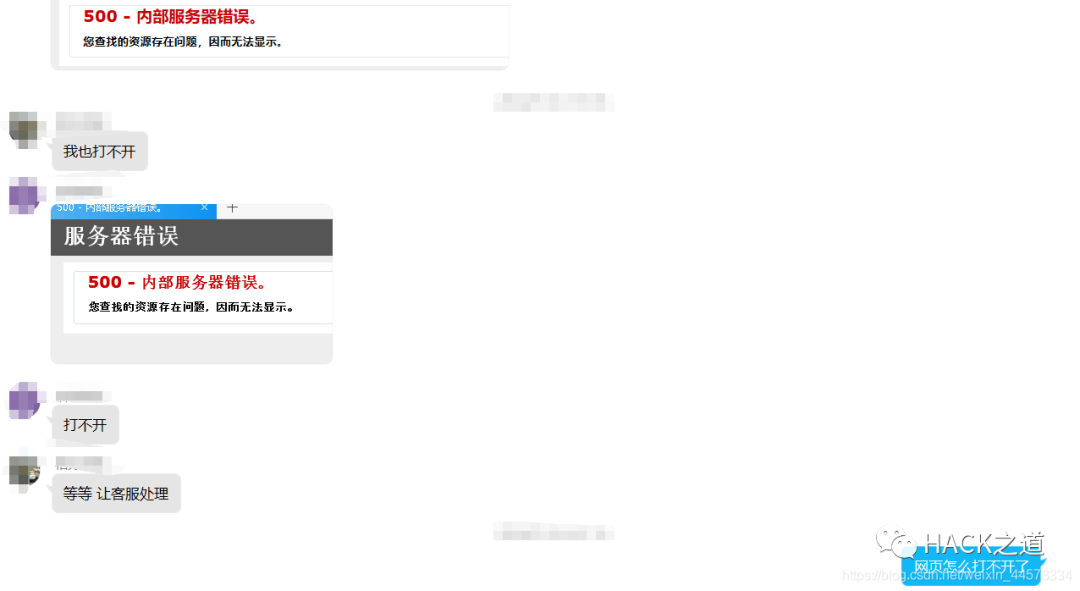 500 - 内部服务器错误。
您查找的资源存在问题，因而无法显示。
我也打不开
500 - 内部服务器错误。 × +
服务器错误
500 - 内部服务器错误。
您查找的资源存在问题，因而无法显示。
打不开
等等 让客服处理
HACK之道
网页怎么打不开了
https://blog.csdn.net/weixin_44578334